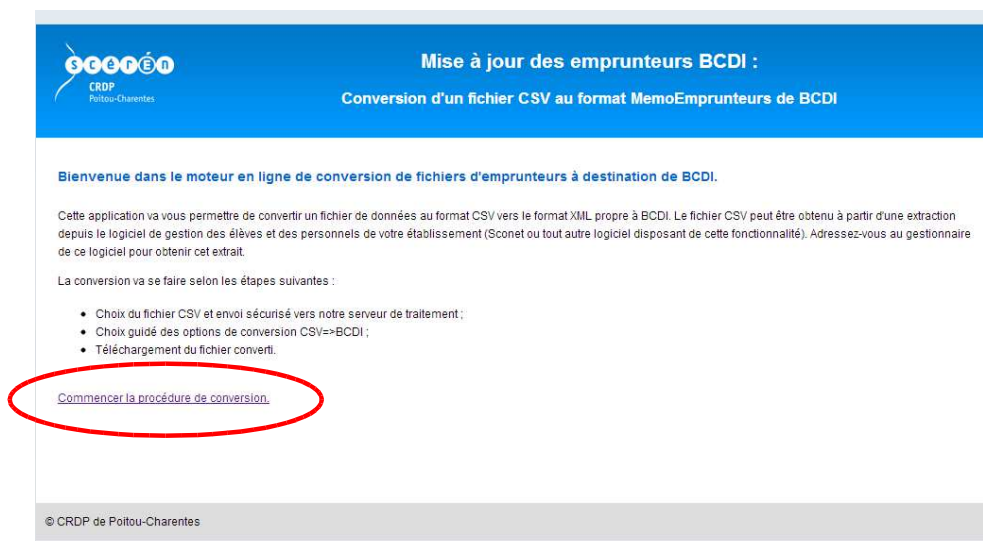 scérÉn
CRDP
Poitou-Charentes
Mise à jour des emprunteurs BCDI :
Conversion d'un fichier CSV au format MemoEmprunteurs de BCDI
Bienvenue dans le moteur en ligne de conversion de fichiers d'emprunteurs à destination de BCDI.
Cette application va vous permettre de convertir un fichier de données au format CSV vers le format XML propre à BCDI. Le fichier CSV peut être obtenu à partir d'une extraction
depuis le logiciel de gestion des élèves et des personnels de votre établissement (Sconet ou tout autre logiciel disposant de cette fonctionnalité). Adressez-vous au gestionnaire
de ce logiciel pour obtenir cet extrait.
La conversion va se faire selon les étapes suivantes :
• Choix du fichier CSV et envoi sécurisé vers notre serveur de traitement ;
• Choix guidé des options de conversion CSV=>BCDI ;
• Téléchargement du fichier converti.
Commencer la procédure de conversion.
© CRDP de Poitou-Charentes